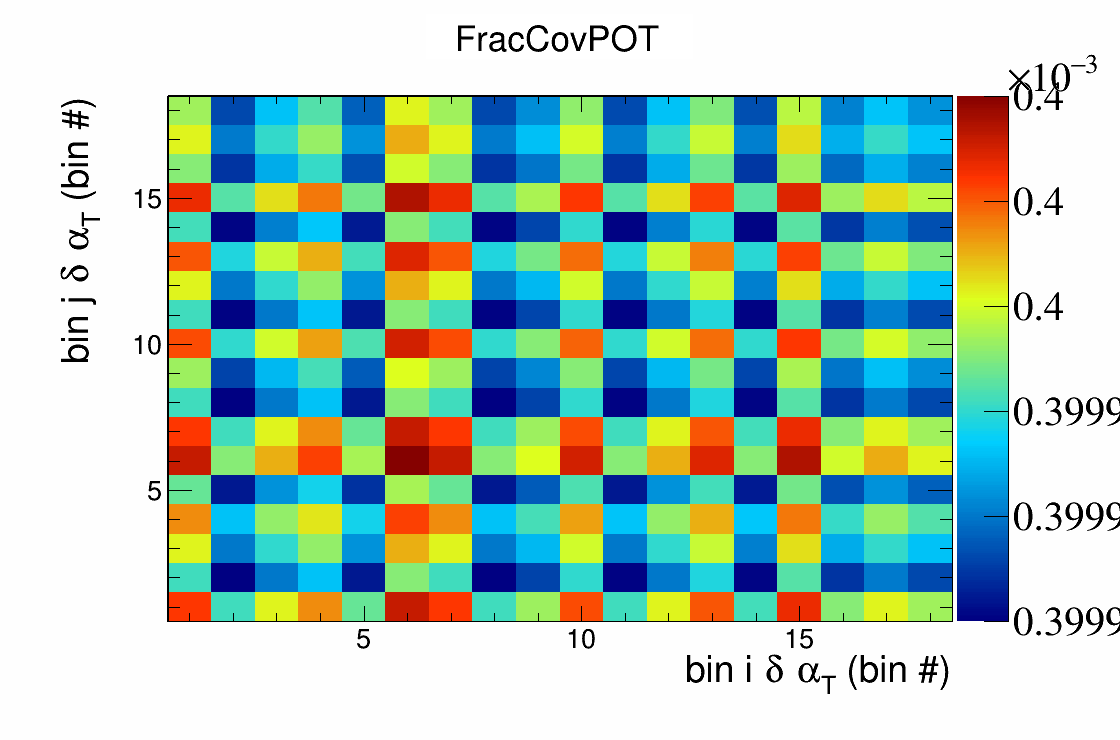 FracCovPOT
×10⁻³
0.4
0.4
0.4
0.3999
0.3999
0.3999
bin j δ α_T (bin #)
15
10
5
5 10 15
bin i δ α_T (bin #)